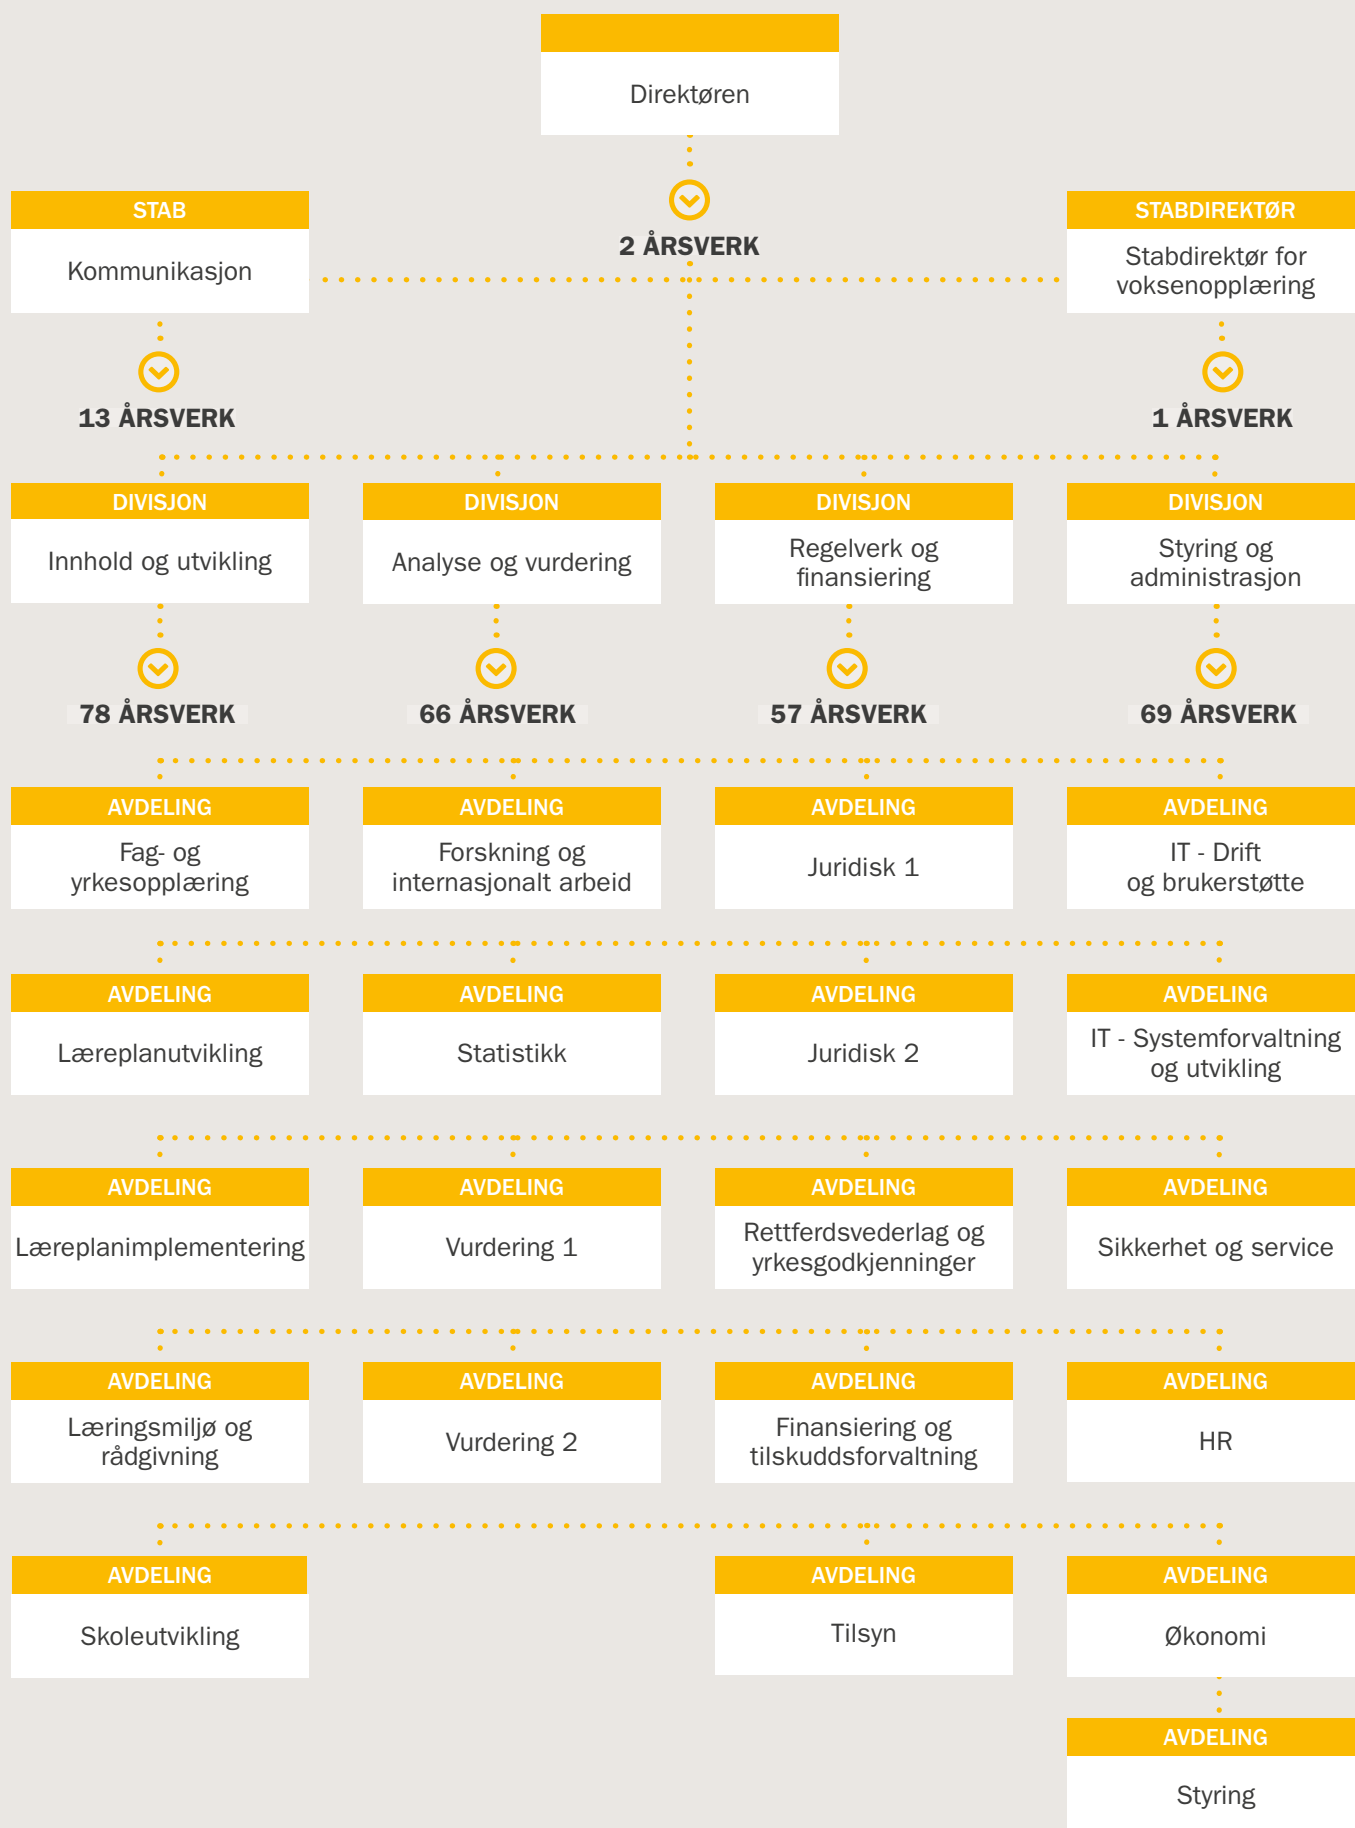 Direktøren
2 ÅRSVERK
STAB
Kommunikasjon
13 ÅRSVERK
STABDIREKTØR
Stabdirektør for
voksenopplæring
1 ÅRSVERK
DIVISJON
Innhold og utvikling
78 ÅRSVERK
DIVISJON
Analyse og vurdering
66 ÅRSVERK
DIVISJON
Regelverk og
finansiering
57 ÅRSVERK
DIVISJON
Styring og
administrasjon
69 ÅRSVERK
AVDELING
Fag- og
yrkesopplæring
AVDELING
Forskning og
internasjonalt arbeid
AVDELING
Juridisk 1
AVDELING
IT - Drift
og brukerstøtte
AVDELING
Læreplanutvikling
AVDELING
Statistikk
AVDELING
Juridisk 2
AVDELING
IT - Systemforvaltning
og utvikling
AVDELING
Læreplanimplementering
AVDELING
Vurdering 1
AVDELING
Rettferdsvederlag og
yrkesgodkjenninger
AVDELING
Sikkerhet og service
AVDELING
Læringsmiljø og
rådgivning
AVDELING
Vurdering 2
AVDELING
Finansiering og
tilskuddsforvaltning
AVDELING
HR
AVDELING
Skoleutvikling
AVDELING
Tilsyn
AVDELING
Økonomi
AVDELING
Styring